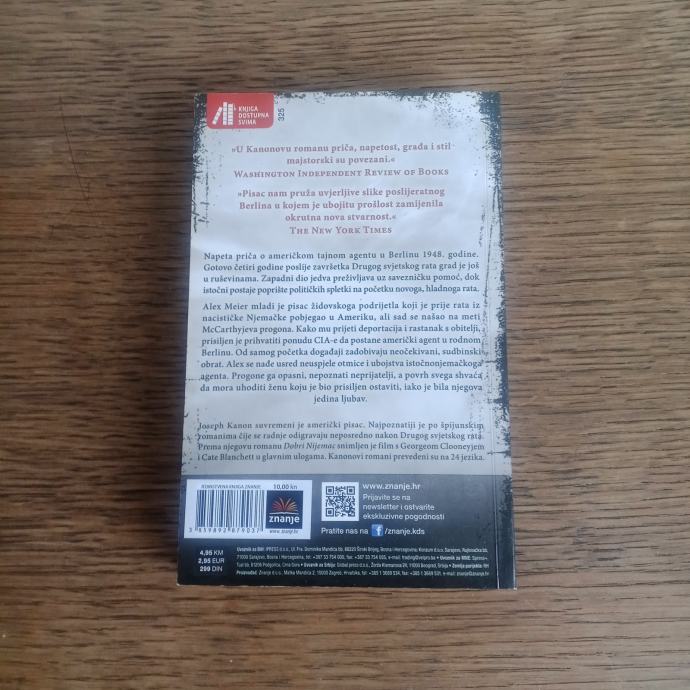 KNJIGA
DOSTUPNA
SVIMA
325
»U Kanonovu romanu priča, napetost, građa i stil
majstorski su povezani.«
Washington Independent Review of Books
»Pisac nam pruža uvjerljive slike poslijeratnog
Berlina u kojem je ubojitu prošlost zamijenila
okrutna nova stvarnost.«
The New York Times
Napeta priča o američkom tajnom agentu u Berlinu 1948. godine.
Gotovo četiri godine poslije završetka Drugog svjetskog rata grad je još
u ruševinama. Zapadni dio jedva preživljava uz savezničku pomoć, dok
istočni postaje poprište političkih spletki na početku novoga, hladnoga rata.
Alex Meier mladi je pisac židovskoga podrijetla koji je prije rata iz
nacističke Njemačke pobjegao u Ameriku, ali sad se našao na meti
McCarthyjeva progona. Kako mu prijeti deportacija i rastanak s obitelji,
prisiljen je prihvatiti ponudu CIA-e da postane američki agent u rodnom
Berlinu. Od samog početka događaji zadobivaju neočekivani, sudbinski
obrat. Alex se nađe usred neuspjele otmice i ubojstva istočnonjemačkoga
agenta. Progone ga opasni, nepoznati neprijatelji, a povrh svega shvaća
da mora uhoditi ženu koju je bio prisiljen ostaviti, iako je bila njegova
jedina ljubav.
Joseph Kanon suvremeni je američki pisac. Najpoznatiji je po špijunskim
romanima čije se radnje odigravaju neposredno nakon Drugog svjetskog rata.
Prema njegovu romanu Dobri Nijemac snimljen je film s Georgeom Clooneyjem
i Cate Blanchett u glavnim ulogama. Kanonovi romani prevedeni su na 24 jezika.
KNJIGA ZNANJE 10,00 kn
3 859892 879037
znanje
www.znanje.hr
www.znanje.hr
Prijavite se na
newsletter i ostvarite
ekskluzivne pogodnosti
Pratite nas na f /znanje.kds
4,95 KM
2,95 EUR
299 DIN